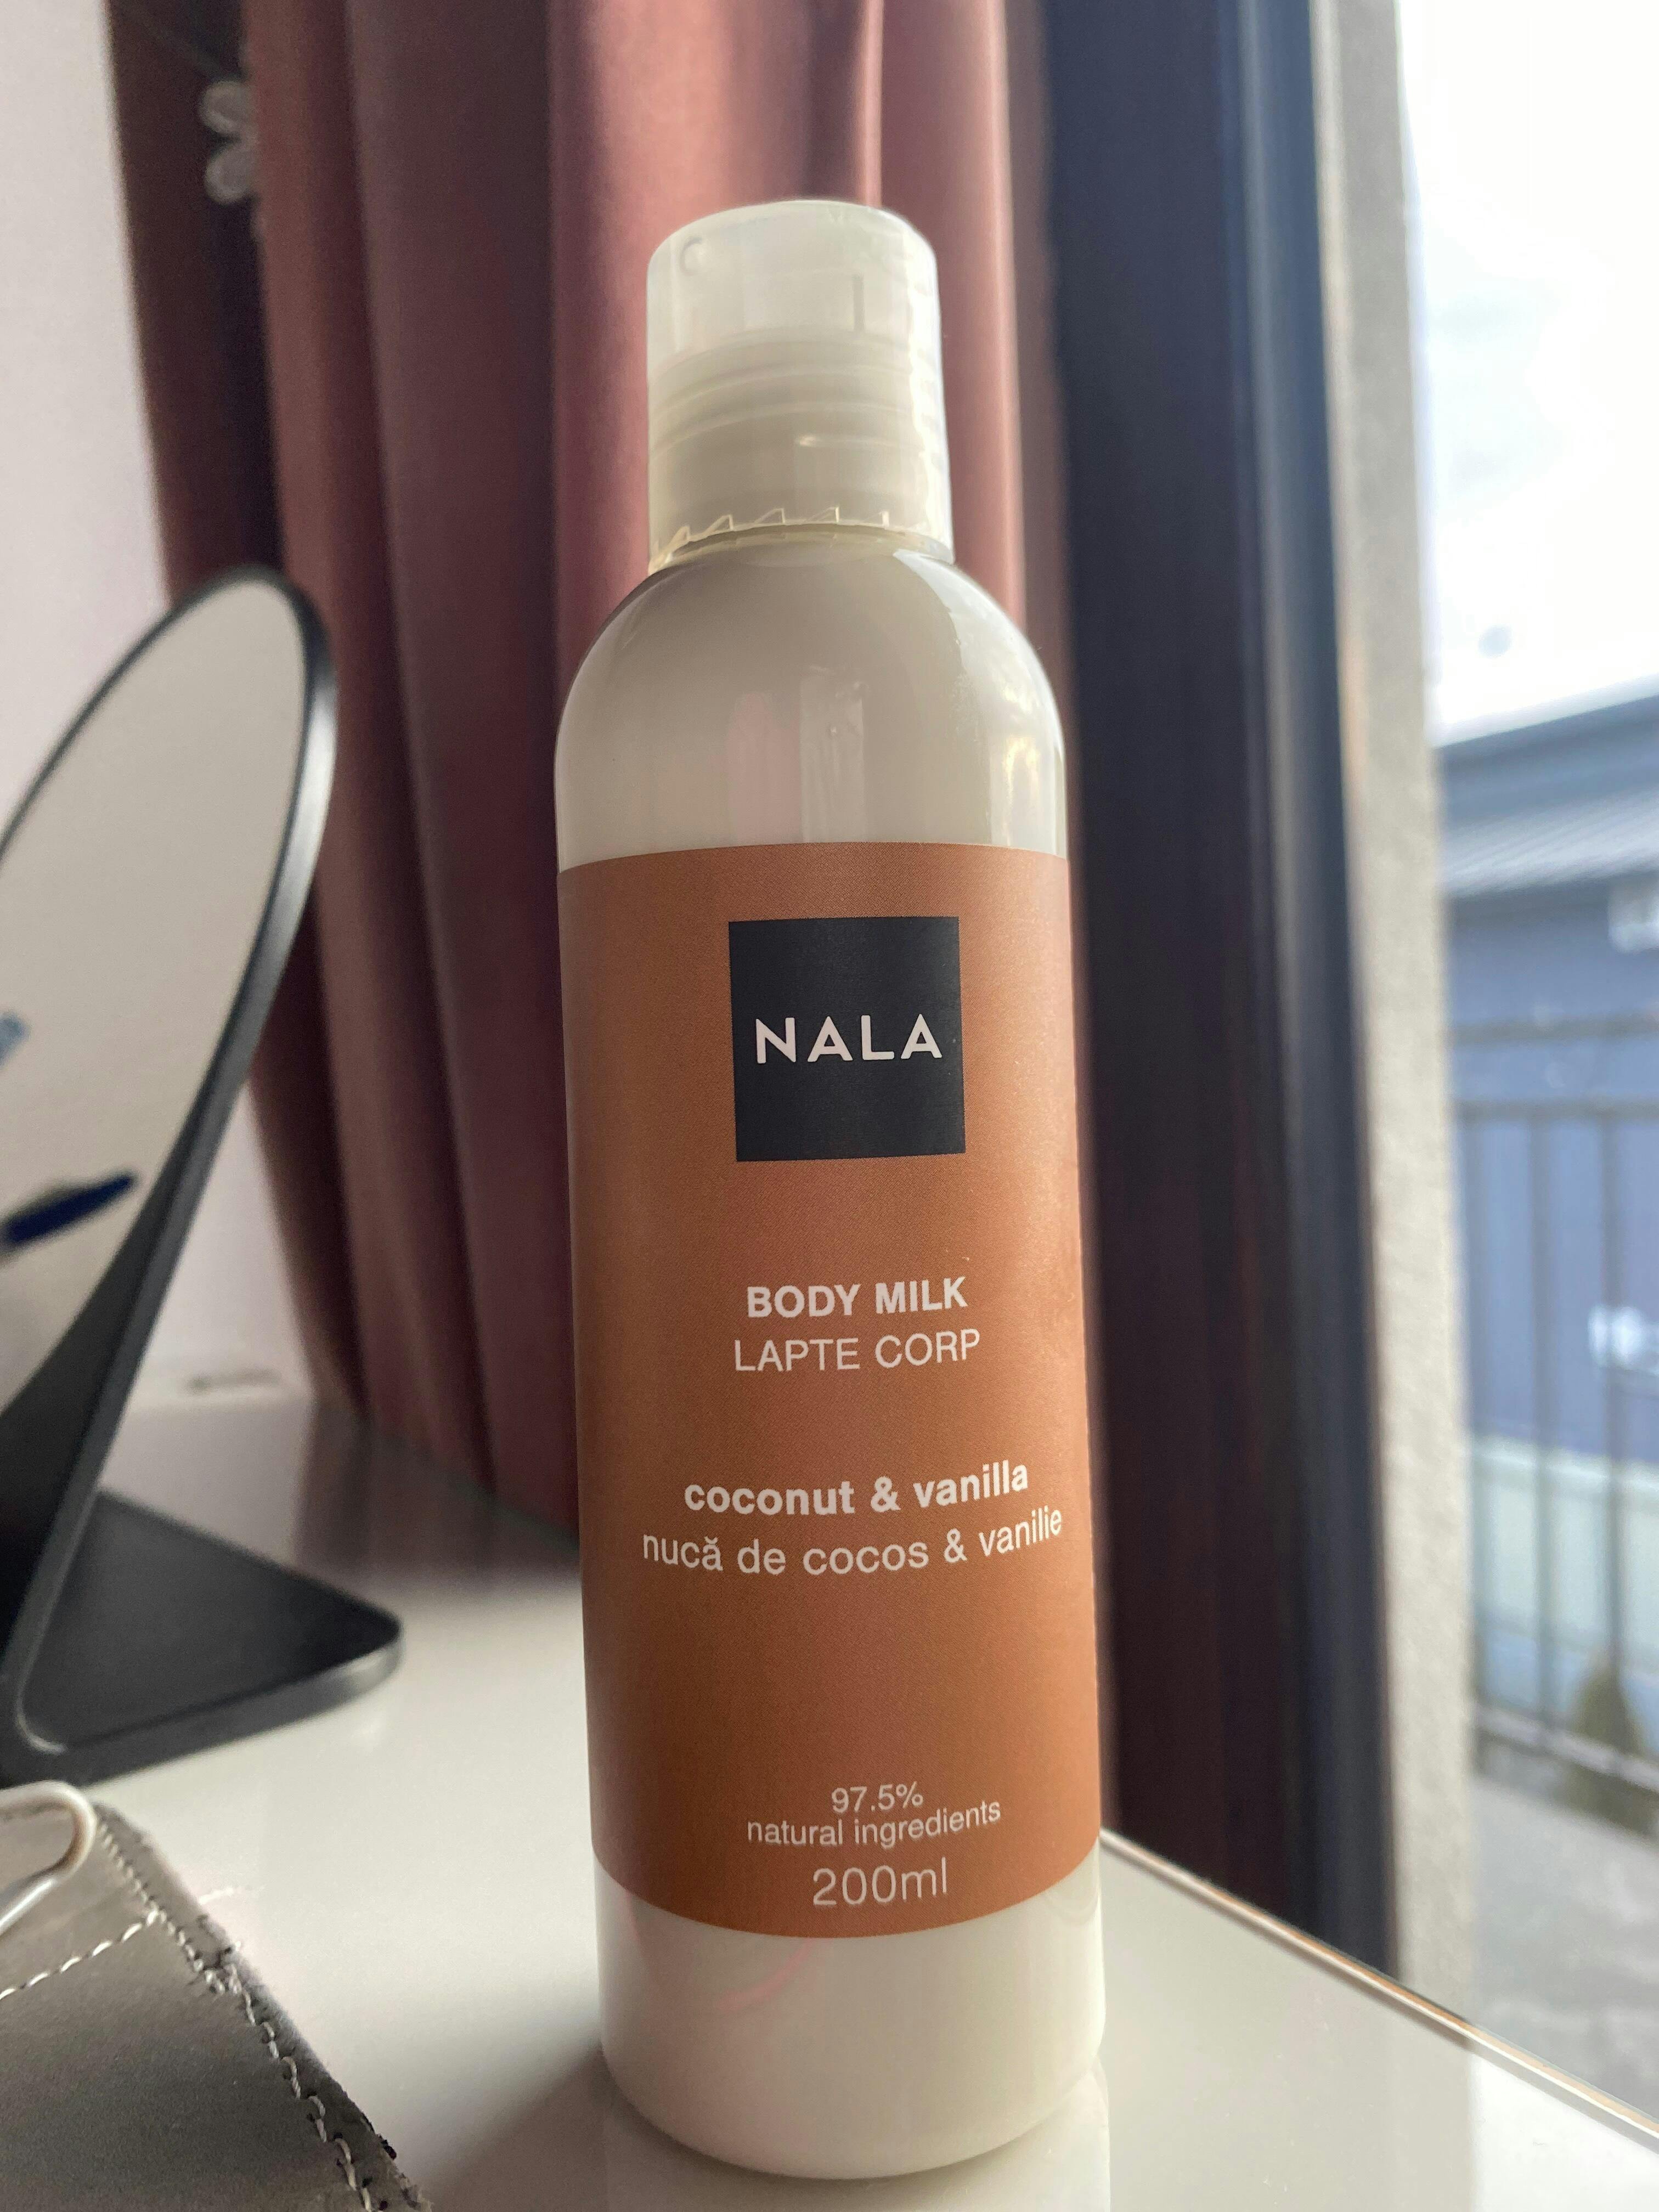 NALA
BODY MILK
LAPTE CORP
coconut & vanilla
nucă de cocos & vanilie
97.5%
natural ingredients
200ml